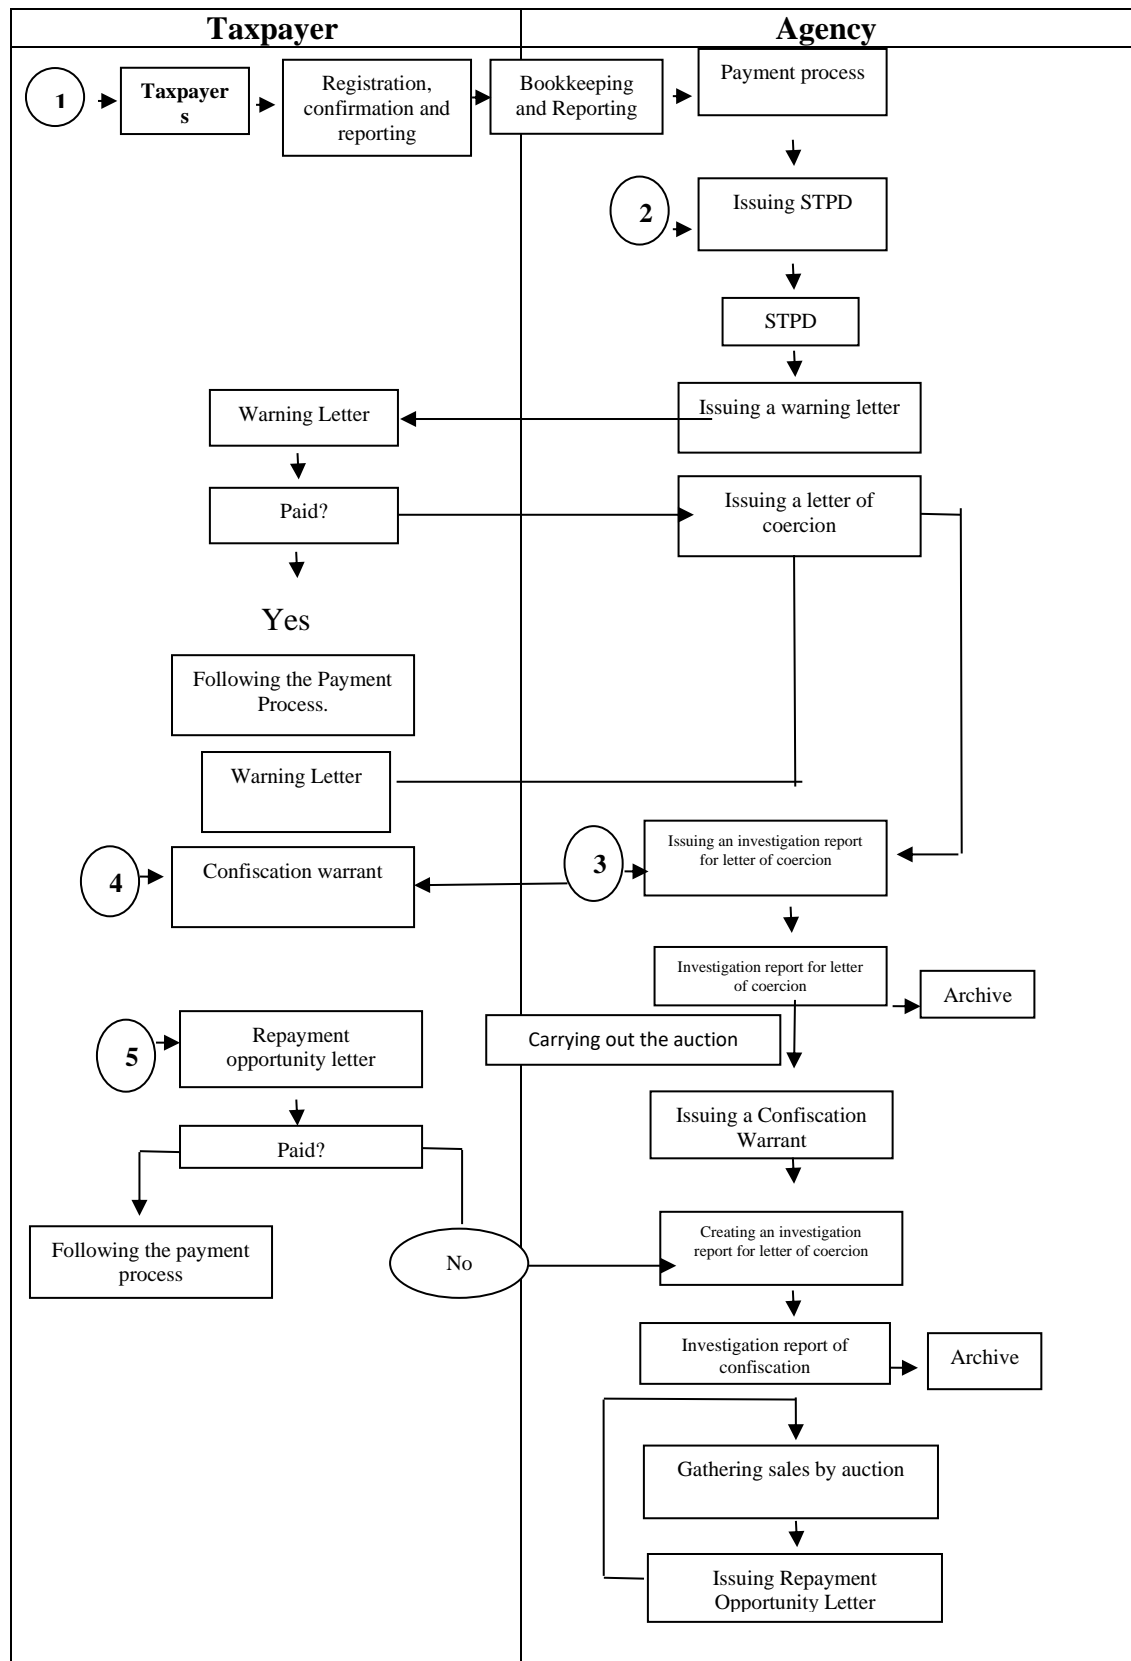 Taxpayer
Agency
1
Taxpayer
s
Registration,
confirmation and
reporting
Bookkeeping
and Reporting
Payment process
2
Issuing STPD
STPD
Warning Letter
Issuing a warning letter
Paid?
Issuing a letter of
coercion
Yes
Following the Payment
Process.
Warning Letter
4
Confiscation warrant
3
Issuing an investigation report
for letter of coercion
Investigation report for letter
of coercion
Archive
5
Repayment
opportunity letter
Carrying out the auction
Paid?
Issuing a Confiscation
Warrant
Following the payment
process
No
Creating an investigation
report for letter of coercion
Investigation report of
confiscation
Archive
Gathering sales by auction
Issuing Repayment
Opportunity Letter